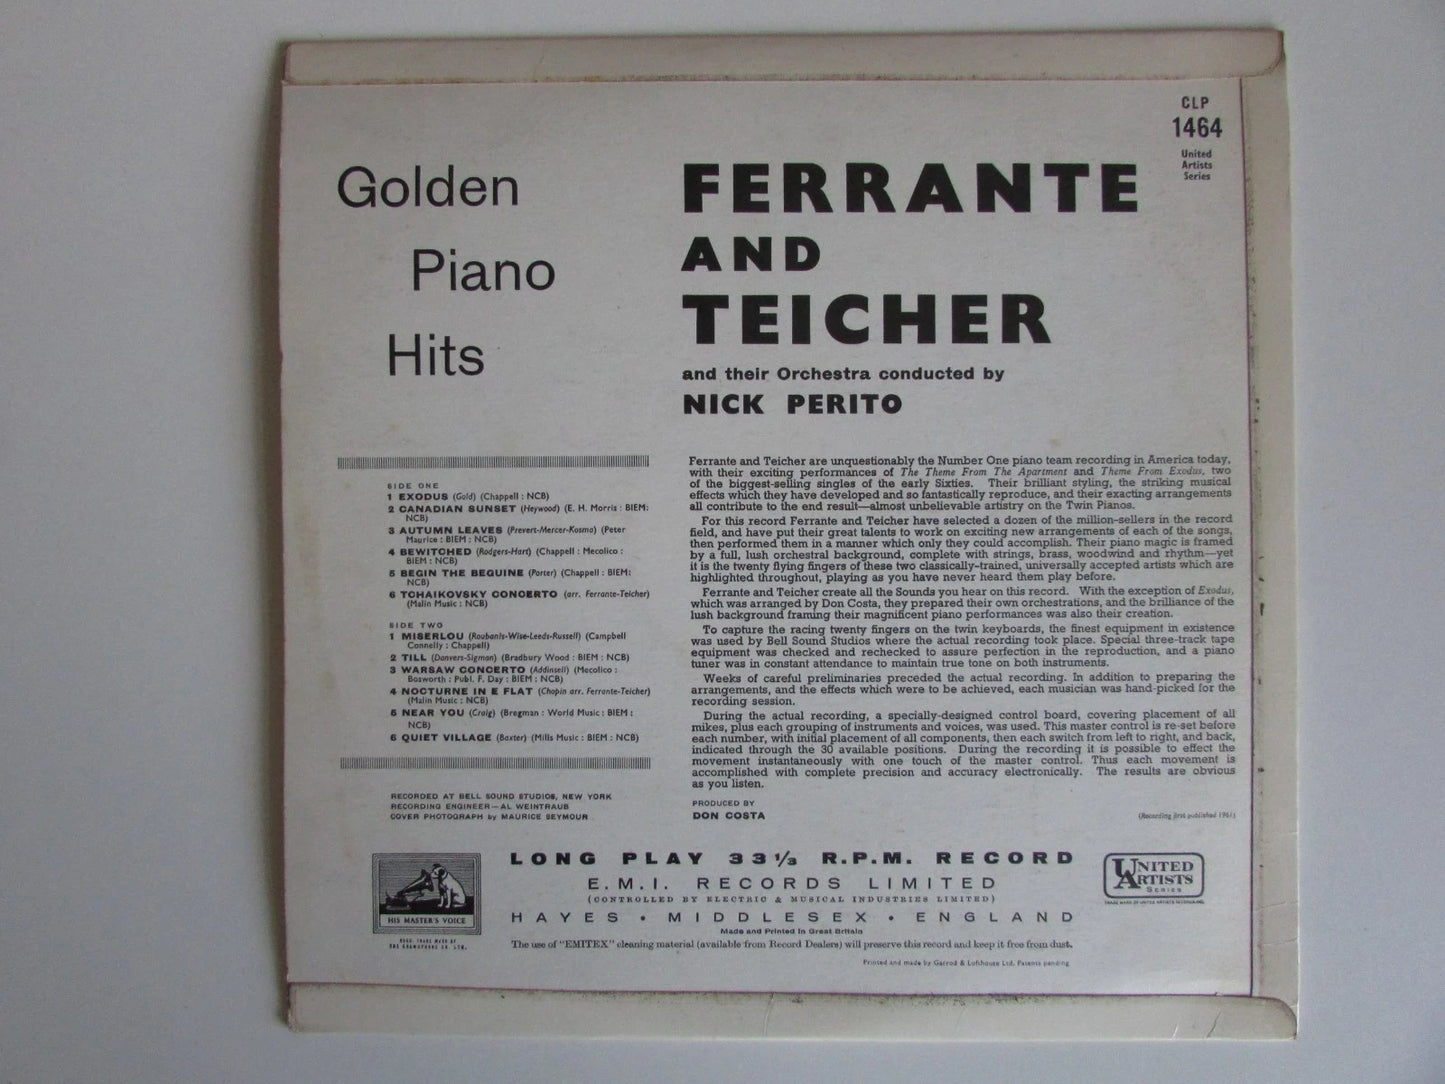 CLP
1464
United
Artists
Series
Golden
Piano
Hits
FERRANTE
AND
TEICHER
and their Orchestra conducted by
NICK PERITO
SIDE ONE
1 EXODUS (Gold) (Chappell : NCB)
2 CANADIAN SUNSET (Heywood) (E. H. Morris : BIEM:
NCB)
3 AUTUMN LEAVES (Prevert-Mercer-Kosma) (Peter
Maurice : BIEM : NCB)
4 BEWITCHED (Rodgers-Hart) (Chappell : Mecolico :
BIEM : NCB)
5 BEGIN THE BEGUINE (Porter) (Chappell : BIEM:
NCB)
6 TCHAIKOVSKY CONCERTO (arr. Ferrante-Teicher)
(Malin Music : NCB)
SIDE TWO
1 MISERLOU (Roubanis-Wise-Leeds-Russell) (Campbell
Connelly : Chappell)
2 TILL (Danvers-Sigman) (Bradbury Wood : BIEM : NCB)
3 WARSAW CONCERTO (Addinsell) (Mecolico :
Bosworth : Publ. F. Day : BIEM : NCB)
4 NOCTURNE IN E FLAT (Chopin arr. Ferrante-Teicher)
(Malin Music : NCB)
5 NEAR YOU (Craig) (Bregman : World Music : BIEM :
NCB)
6 QUIET VILLAGE (Baxter) (Mills Music : BIEM : NCB)
RECORDED AT BELL SOUND STUDIOS, NEW YORK
RECORDING ENGINEER—AL WEINTRAUB
COVER PHOTOGRAPH by MAURICE SEYMOUR
Ferrante and Teicher are unquestionably the Number One piano team recording in America today,
with their exciting performances of The Theme From The Apartment and Theme From Exodus, two
of the biggest-selling singles of the early Sixties. Their brilliant styling, the striking musical
effects which they have developed and so fantastically reproduce, and their exacting arrangements
all contribute to the end result—almost unbelievable artistry on the Twin Pianos.
For this record Ferrante and Teicher have selected a dozen of the million-sellers in the record
field, and have put their great talents to work on exciting new arrangements of each of the songs,
then performed them in a manner which only they could accomplish. Their piano magic is framed
by a full, lush orchestral background, complete with strings, brass, woodwind and rhythm—yet
it is the twenty flying fingers of these two classically-trained, universally accepted artists which are
highlighted throughout, playing as you have never heard them play before.
Ferrante and Teicher create all the Sounds you hear on this record. With the exception of Exodus,
which was arranged by Don Costa, they prepared their own orchestrations, and the brilliance of the
lush background framing their magnificent piano performances was also their creation.
To capture the racing twenty fingers on the twin keyboards, the finest equipment in existence
was used by Bell Sound Studios where the actual recording took place. Special three-track tape
equipment was checked and rechecked to assure perfection in the reproduction, and a piano
tuner was in constant attendance to maintain true tone on both instruments.
Weeks of careful preliminaries preceded the actual recording. In addition to preparing the
arrangements, and the effects which were to be achieved, each musician was hand-picked for the
recording session.
During the actual recording, a specially-designed control board, covering placement of all
mikes, plus each grouping of instruments and voices, was used. This master control is re-set before
each number, with initial placement of all components, then each switch from left to right, and back,
indicated through the 30 available positions. During the recording it is possible to effect the
movement instantaneously with one touch of the master control. Thus each movement is
accomplished with complete precision and accuracy electronically. The results are obvious
as you listen.
PRODUCED BY
DON COSTA
(Recording first published 1961)
HIS MASTER'S VOICE
REGD. TRADE MARK OF
THE GRAMOPHONE CO. LTD.
LONG PLAY 33⅓ R.P.M. RECORD
E.M.I. RECORDS LIMITED
(CONTROLLED BY ELECTRIC & MUSICAL INDUSTRIES LIMITED)
HAYES • MIDDLESEX • ENGLAND
Made and Printed in Great Britain
The use of "EMITEX" cleaning material (available from Record Dealers) will preserve this record and keep it free from dust.
Printed and made by Garrod & Lofthouse Ltd. Patents pending
UNITED
ARTISTS
SERIES
TRADE MARK OF UNITED ARTISTS RECORDS, INC.